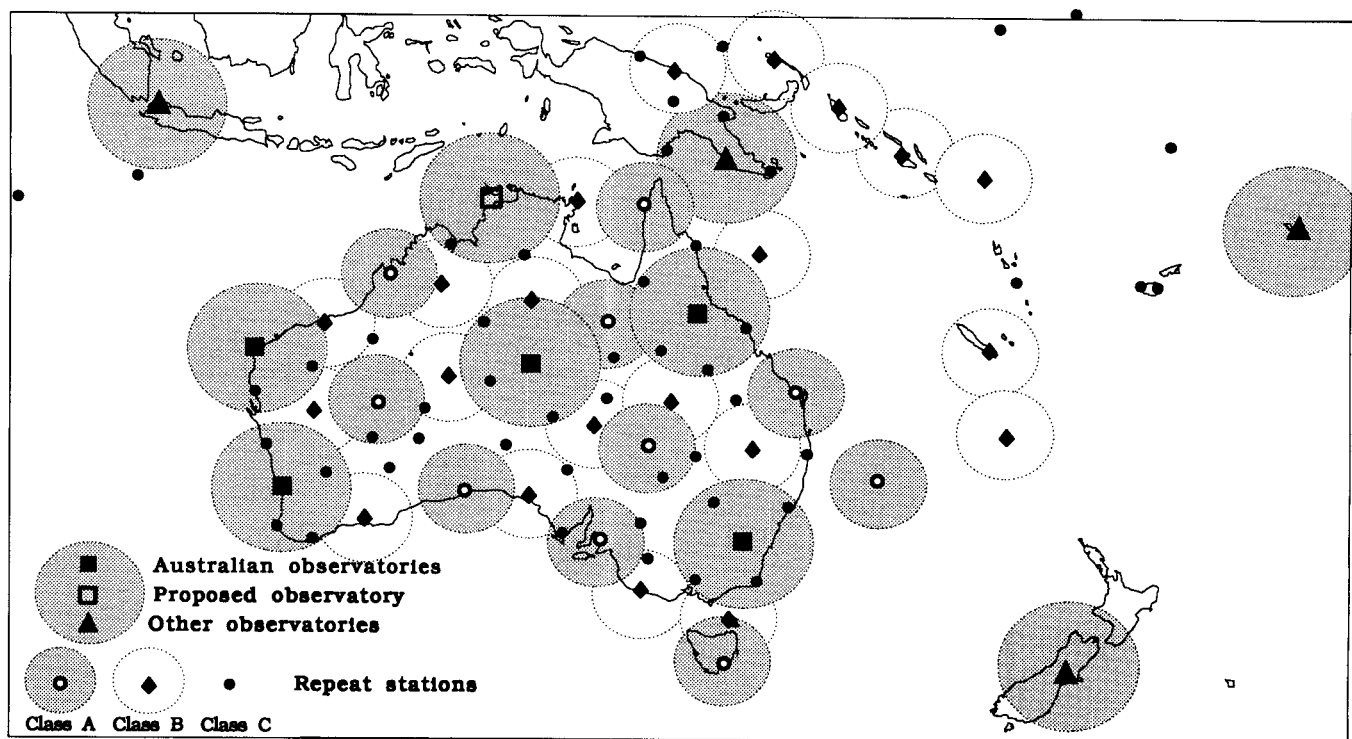 Australian observatories
Proposed observatory
Other observatories
Repeat stations
Class A Class B Class C